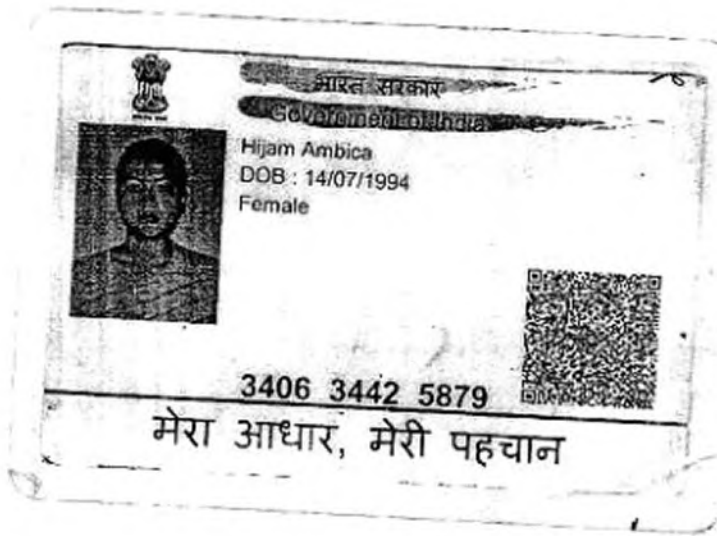 भारत सरकार
Government of India
Hijam Ambica
DOB : 14/07/1994
Female
3406 3442 5879
मेरा आधार, मेरी पहचान